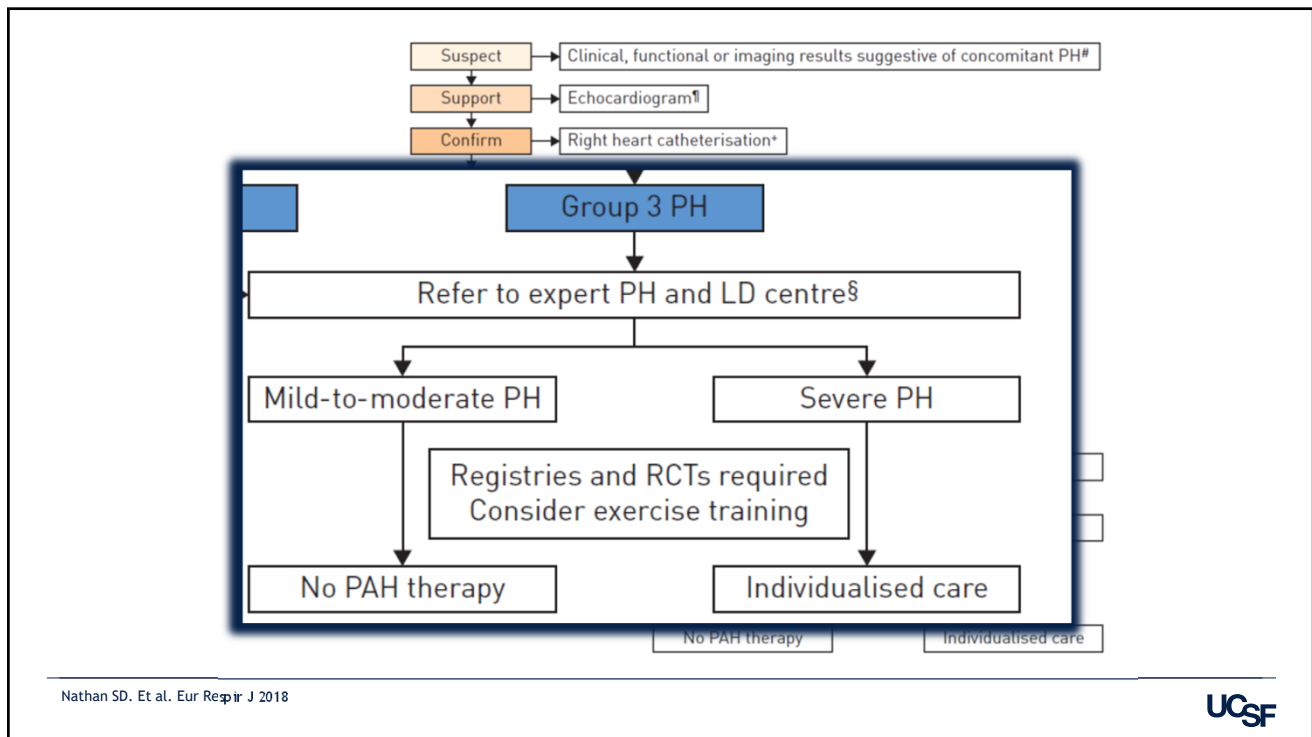 Suspect
Clinical, functional or imaging results suggestive of concomitant PH#
Support
Echocardiogram¶
Confirm
Right heart catheterisation+
Group 3 PH
Refer to expert PH and LD centre§
Mild-to-moderate PH
Severe PH
Registries and RCTs required
Consider exercise training
No PAH therapy
Individualised care
No PAH therapy
Individualised care
Nathan SD. Et al. Eur Respir J 2018
UCSF